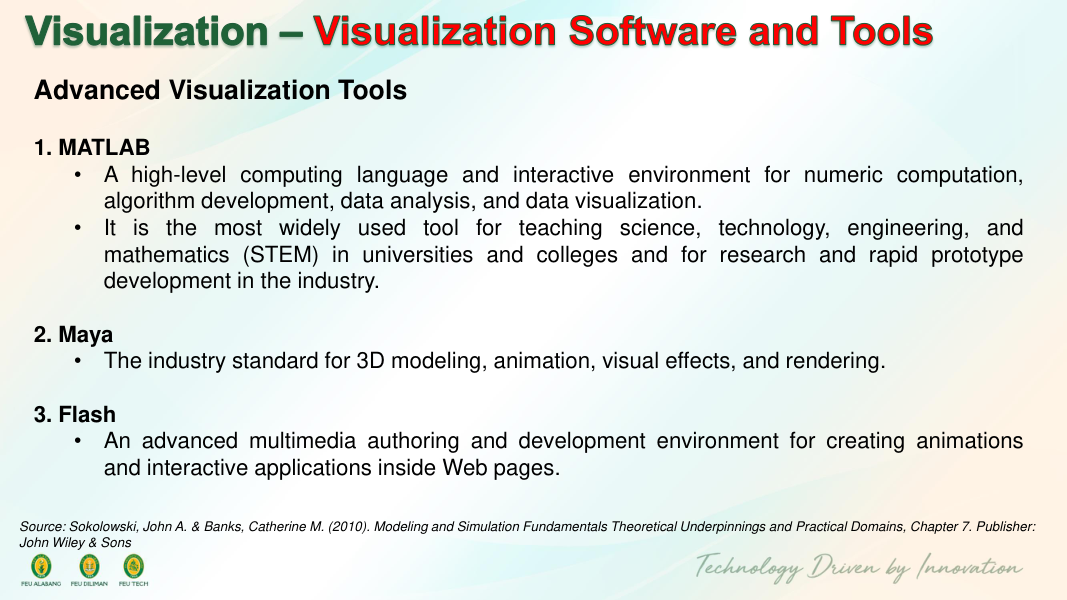 Visualization – Visualization Software and Tools
Advanced Visualization Tools
1. MATLAB
• A high-level computing language and interactive environment for numeric computation,
algorithm development, data analysis, and data visualization.
• It is the most widely used tool for teaching science, technology, engineering, and
mathematics (STEM) in universities and colleges and for research and rapid prototype
development in the industry.
2. Maya
• The industry standard for 3D modeling, animation, visual effects, and rendering.
3. Flash
• An advanced multimedia authoring and development environment for creating animations
and interactive applications inside Web pages.
Source: Sokolowski, John A. & Banks, Catherine M. (2010). Modeling and Simulation Fundamentals Theoretical Underpinnings and Practical Domains, Chapter 7. Publisher:
John Wiley & Sons
FEU ALABANG FEU DILIMAN FEU TECH
Technology Driven by Innovation